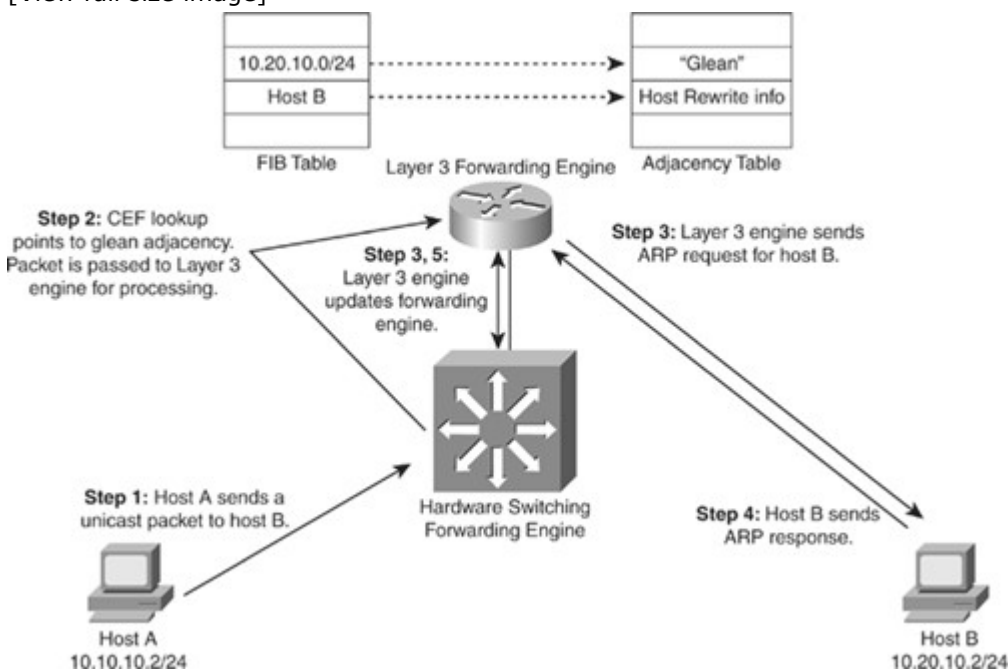 [View full size image]
10.20.10.0/24
Host B
FIB Table
"Glean"
Host Rewrite info
Adjacency Table
Layer 3 Forwarding Engine
Step 2: CEF lookup
points to glean adjacency.
Packet is passed to Layer 3
engine for processing.
Step 3, 5:
Layer 3 engine
updates forwarding
engine.
Step 3: Layer 3 engine sends
ARP request for host B.
Step 1: Host A sends a
unicast packet to host B.
Hardware Switching
Forwarding Engine
Step 4: Host B sends
ARP response.
Host A
10.10.10.2/24
Host B
10.20.10.2/24